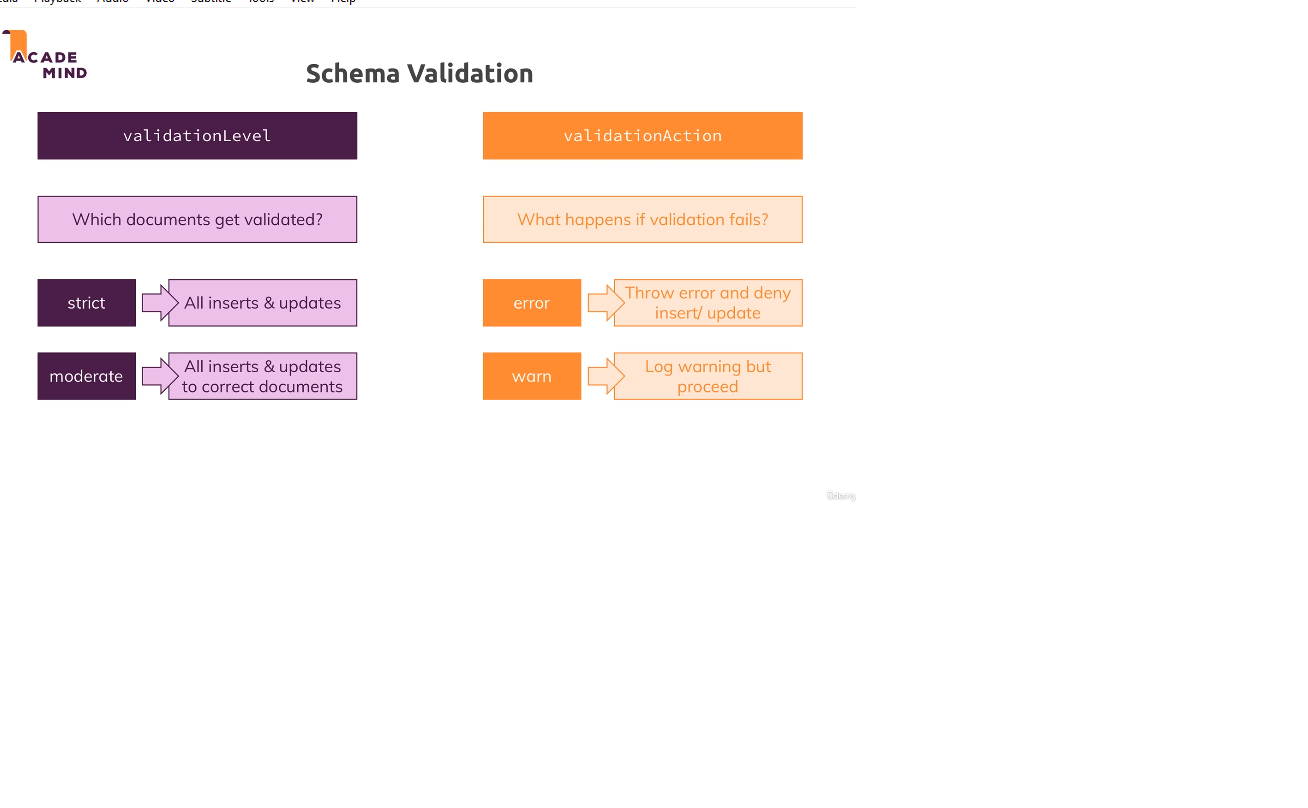 Playback Audio Video Subtitle Tools View Help
ACADE
MIND
Schema Validation
validationLevel
validationAction
Which documents get validated?
What happens if validation fails?
strict
All inserts & updates
error
Throw error and deny
insert/ update
moderate
All inserts & updates
to correct documents
warn
Log warning but
proceed
Udemy